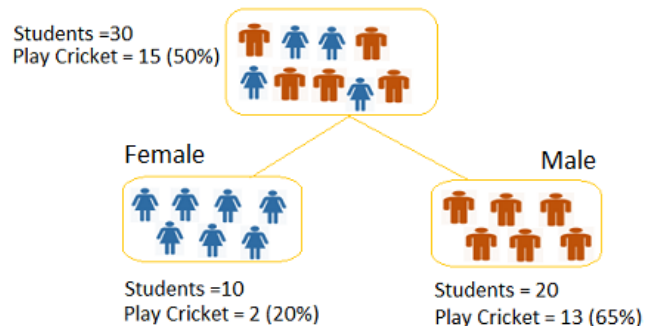 Students =30
Play Cricket = 15 (50%)
Female
Male
Students =10
Play Cricket = 2 (20%)
Students = 20
Play Cricket = 13 (65%)